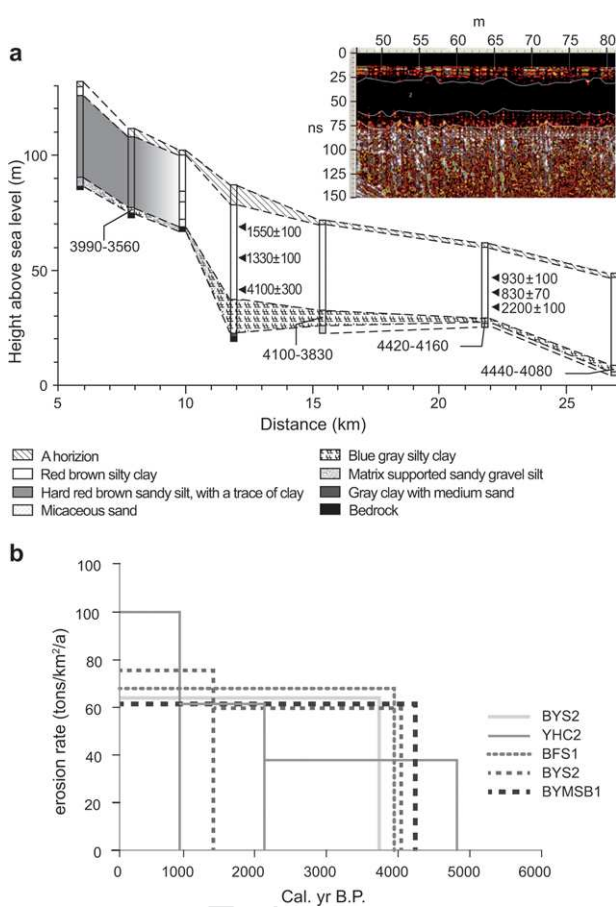 m
50 55 60 65 70 75 80
a
0
25
50
ns 75
100
125
150
Height above sea level (m)
100
50
0
3990-3560
1550±100
1330±100
4100±300
4100-3830
930±100
830±70
2200±100
4420-4160
4440-4080
5 10 15 20 25
Distance (km)
A horizion
Red brown silty clay
Hard red brown sandy silt, with a trace of clay
Micaceous sand
Blue gray silty clay
Matrix supported sandy gravel silt
Gray clay with medium sand
Bedrock
b
erosion rate (tons/km²/a)
100
100
80
60
40
20
0
BYS2
YHC2
BFS1
BYS2
BYMSB1
0 1000 2000 3000 4000 5000 6000
Cal. yr B.P.